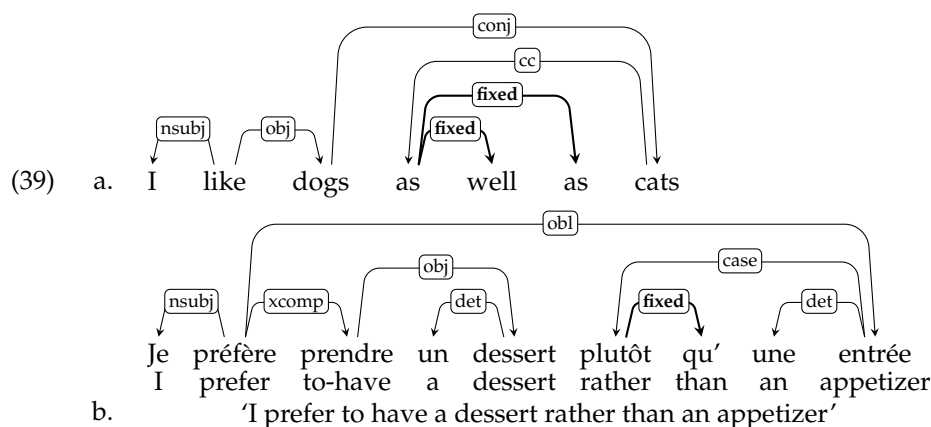 conj
cc
fixed
nsubj obj fixed
(39) a. I like dogs as well as cats
obl
obj case
nsubj xcomp det fixed det
Je préfère prendre un dessert plutôt qu' une entrée
I prefer to-have a dessert rather than an appetizer
b. ‘I prefer to have a dessert rather than an appetizer’